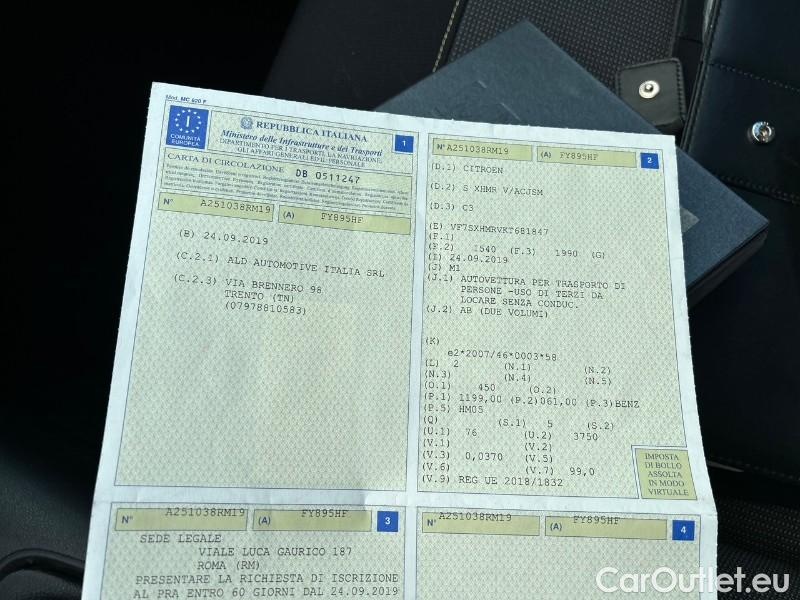 Mod. MC 820 F
REPUBBLICA ITALIANA
1
I
COMUNITÀ
EUROPEA
Ministero delle Infrastrutture e dei Trasporti
DIPARTIMENTO PER I TRASPORTI, LA NAVIGAZIONE,
GLI AFFARI GENERALI ED IL PERSONALE
CARTA DI CIRCOLAZIONE DB 0511247
N° A251038RM19 (A) FY895HF
(B) 24.09.2019
(C.2.1) ALD AUTOMOTIVE ITALIA SRL
(C.2.3) VIA BRENNERO 98
TRENTO (TN)
(07978810583)
N° A251038RM19 (A) FY895HF 2
(D.1) CITROEN
(D.2) S XHMR V/ACJSM
(D.3) C3
(E) VF7SXHMRVKT681847
(F.1)
(F.2) 1540 (F.3) 1990 (G)
(I) 24.09.2019
(J) M1
(J.1) AUTOVETTURA PER TRASPORTO DI
PERSONE -USO DI TERZI DA
LOCARE SENZA CONDUC.
(J.2) AB (DUE VOLUMI)
(K)
e2*2007/46*0003*58
(L) 2 (N.1) (N.2)
(N.3) (N.4) (N.5)
(O.1) 450 (O.2)
(P.1) 1199,00 (P.2)061,00 (P.3)BENZ
(P.5) HM05
(Q) (S.1) 5 (S.2)
(U.1) 76 (U.2) 3750
(V.1) (V.2)
(V.3) 0,0370 (V.5)
(V.6) (V.7) 99,0
(V.9) REG UE 2018/1832
IMPOSTA
DI BOLLO
ASSOLTA
IN MODO
VIRTUALE
N° A251038RM19 (A) FY895HF 3
SEDE LEGALE
VIALE LUCA GAURICO 187
ROMA (RM)
PRESENTARE LA RICHIESTA DI ISCRIZIONE
AL PRA ENTRO 60 GIORNI DAL 24.09.2019
N° A251038RM19 (A) FY895HF 4
CarOutlet.eu